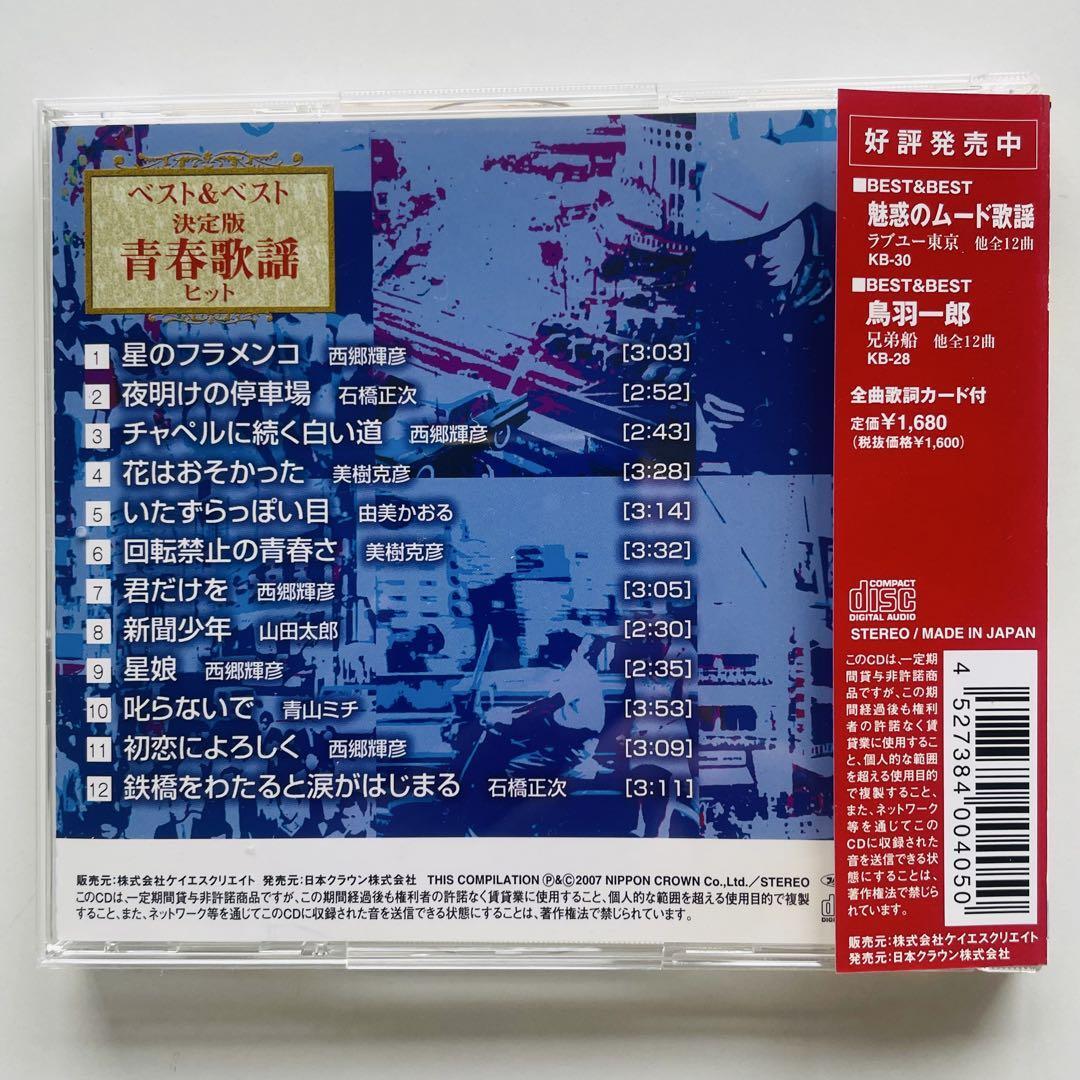 ベスト&ベスト
決定版
青春歌謡
ヒット
1 星のフラメンコ 西郷輝彦 [3:03]
2 夜明けの停車場 石橋正次 [2:52]
3 チャペルに続く白い道 西郷輝彦 [2:43]
4 花はおそかった 美樹克彦 [3:28]
5 いたずらっぽい目 由美かおる [3:14]
6 回転禁止の青春さ 美樹克彦 [3:32]
7 君だけを 西郷輝彦 [3:05]
8 新聞少年 山田太郎 [2:30]
9 星娘 西郷輝彦 [2:35]
10 叱らないで 青山ミチ [3:53]
11 初恋によろしく 西郷輝彦 [3:09]
12 鉄橋をわたると涙がはじまる 石橋正次 [3:11]
販売元:株式会社ケイエスクリエイト 発売元:日本クラウン株式会社 THIS COMPILATION Ⓟ&Ⓒ2007 NIPPON CROWN Co.,Ltd./STEREO
このCDは、一定期間貸与非許諾商品ですが、この期間経過後も権利者の許諾なく賃貸業に使用すること、個人的な範囲を超える使用目的で複製
すること、また、ネットワーク等を通じてこのCDに収録された音を送信できる状態にすることは、著作権法で禁じられています。
好評発売中
■BEST&BEST
魅惑のムード歌謡
ラブユー東京 他全12曲
KB-30
■BEST&BEST
鳥羽一郎
兄弟船 他全12曲
KB-28
全曲歌詞カード付
定価¥1,680
(税抜価格¥1,600)
COMPACT
disc
DIGITAL AUDIO
STEREO/MADE IN JAPAN
このCDは、一定期
間貸与非許諾商
品ですが、この期
間経過後も権利
者の許諾なく賃
貸業に使用するこ
と、個人的な範囲
を超える使用目的
で複製すること、
また、ネットワーク
等を通じてこの
CDに収録された
音を送信できる状
態にすることは、
著作権法で禁じら
れています。
4 527384 004050
販売元:株式会社ケイエスクリエイト
発売元:日本クラウン株式会社